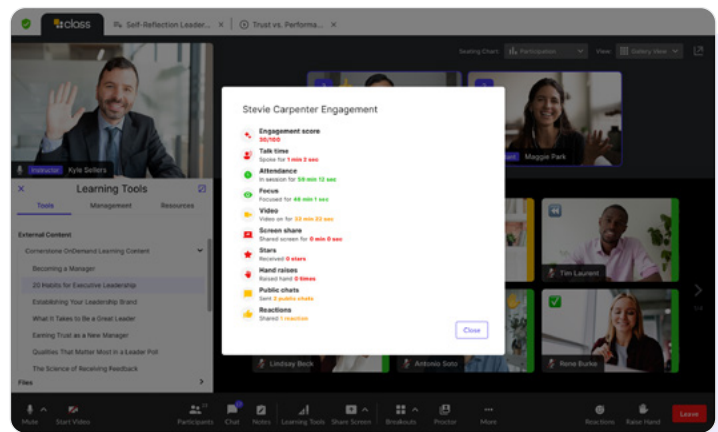 class
Self-Reflection Leader...
Trust vs. Performa...
Seating Chart:
Participation
View:
Gallery View
Instructor
Kyle Sellers
Maggie Park
Learning Tools
Tools
Management
Resources
External Content
Cornerstone OnDemand Learning Content
Becoming a Manager
20 Habits for Executive Leadership
Establishing Your Leadership Brand
What It Takes to Be a Great Leader
Earning Trust as a New Manager
Qualities That Matter Most in a Leader Poll
The Science of Receiving Feedback
Files
Stevie Carpenter Engagement
Engagement score
35/100
Talk time
Spoke for 1 min 2 sec
Attendance
In session for 59 min 12 sec
Focus
Focused for 48 min 1 sec
Video
Video on for 33 min 22 sec
Screen share
Shared screen for 0 min 0 sec
Stars
Received 0 stars
Hand raises
Raised hand 0 times
Public chats
Sent 2 public chats
Reactions
Shared 1 reaction
Close
Tim Laurent
Lindsay Beck
Antonio Soto
Rene Burke
Mute
Start Video
Participants
Chat
Notes
Learning Tools
Share Screen
Breakouts
Proctor
More
Reactions
Raise Hand
Leave